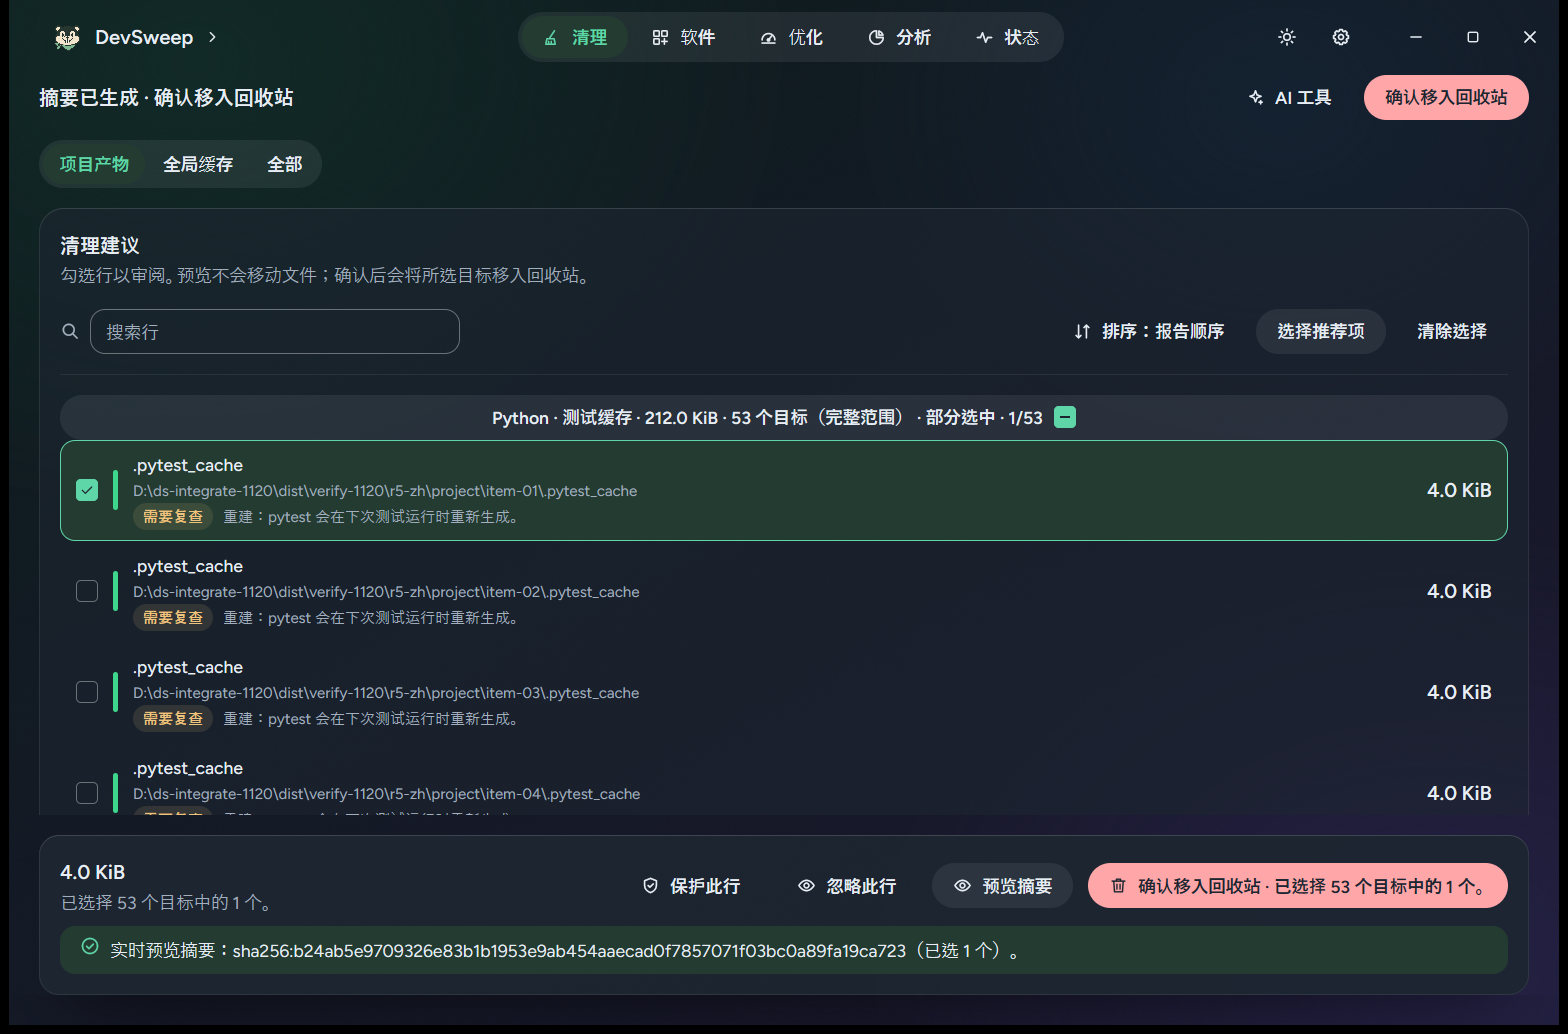 DevSweep
清理
软件
优化
分析
状态
摘要已生成 · 确认移入回收站
AI 工具
确认移入回收站
项目产物
全局缓存
全部
清理建议
勾选行以审阅。预览不会移动文件；确认后会将所选目标移入回收站。
搜索行
排序：报告顺序
选择推荐项
清除选择
Python · 测试缓存 · 212.0 KiB · 53 个目标（完整范围） · 部分选中 · 1/53
.pytest_cache
D:\ds-integrate-1120\dist\verify-1120\r5-zh\project\item-01\.pytest_cache
4.0 KiB
需要复查 重建：pytest 会在下次测试运行时重新生成。
.pytest_cache
D:\ds-integrate-1120\dist\verify-1120\r5-zh\project\item-02\.pytest_cache
4.0 KiB
需要复查 重建：pytest 会在下次测试运行时重新生成。
.pytest_cache
D:\ds-integrate-1120\dist\verify-1120\r5-zh\project\item-03\.pytest_cache
4.0 KiB
需要复查 重建：pytest 会在下次测试运行时重新生成。
.pytest_cache
D:\ds-integrate-1120\dist\verify-1120\r5-zh\project\item-04\.pytest_cache
4.0 KiB
4.0 KiB
已选择 53 个目标中的 1 个。
保护此行
忽略此行
预览摘要
确认移入回收站 · 已选择 53 个目标中的 1 个。
实时预览摘要：sha256:b24ab5e9709326e83b1b1953e9ab454aaecad0f7857071f03bc0a89fa19ca723（已选 1 个）。